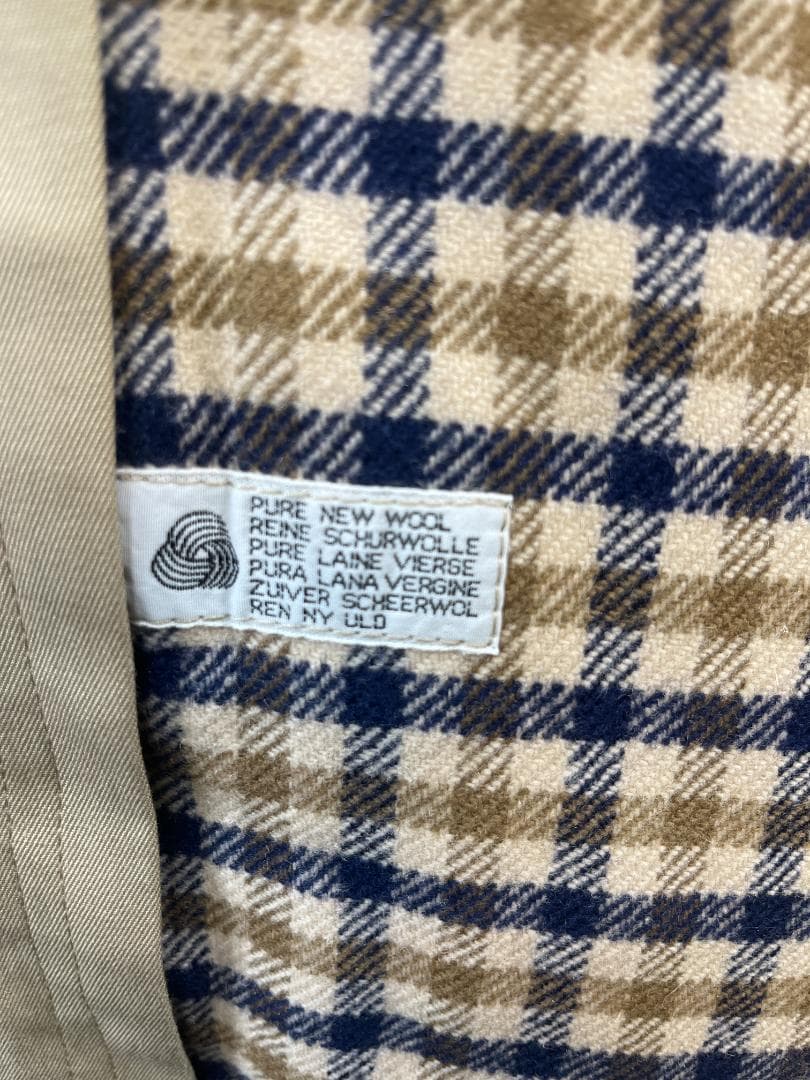 PURE NEW WOOL
REINE SCHURWOLLE
PURE LAINE VIERGE
PURA LANA VERGINE
ZUIVER SCHEERWOL
REN NY ULD